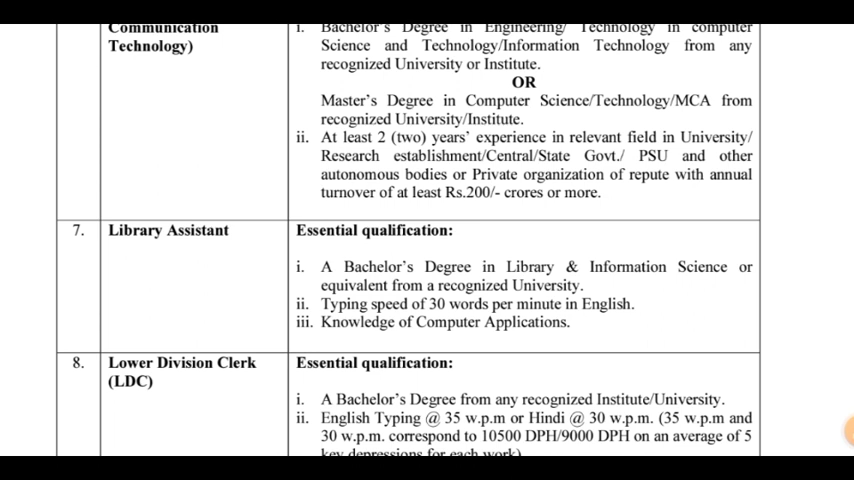 Communication
Technology)
i. Bachelor's Degree in Engineering/ Technology in computer
Science and Technology/Information Technology from any
recognized University or Institute.
OR
Master's Degree in Computer Science/Technology/MCA from
recognized University/Institute.
ii. At least 2 (two) years' experience in relevant field in University/
Research establishment/Central/State Govt./ PSU and other
autonomous bodies or Private organization of repute with annual
turnover of at least Rs.200/- crores or more.
7. Library Assistant
Essential qualification:
i. A Bachelor's Degree in Library & Information Science or
equivalent from a recognized University.
ii. Typing speed of 30 words per minute in English.
iii. Knowledge of Computer Applications.
8. Lower Division Clerk
(LDC)
Essential qualification:
i. A Bachelor's Degree from any recognized Institute/University.
ii. English Typing @ 35 w.p.m or Hindi @ 30 w.p.m. (35 w.p.m and
30 w.p.m. correspond to 10500 DPH/9000 DPH on an average of 5
key depressions for each work)